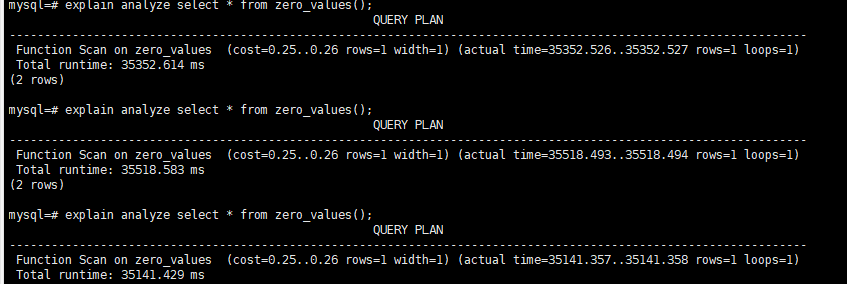 mysql=# explain analyze select * from zero_values();
QUERY PLAN
-----------------------------------------------------------------------------------------------------------------
Function Scan on zero_values  (cost=0.25..0.26 rows=1 width=1) (actual time=35352.526..35352.527 rows=1 loops=1)
Total runtime: 35352.614 ms
(2 rows)
mysql=# explain analyze select * from zero_values();
QUERY PLAN
-----------------------------------------------------------------------------------------------------------------
Function Scan on zero_values  (cost=0.25..0.26 rows=1 width=1) (actual time=35518.493..35518.494 rows=1 loops=1)
Total runtime: 35518.583 ms
(2 rows)
mysql=# explain analyze select * from zero_values();
QUERY PLAN
-----------------------------------------------------------------------------------------------------------------
Function Scan on zero_values  (cost=0.25..0.26 rows=1 width=1) (actual time=35141.357..35141.358 rows=1 loops=1)
Total runtime: 35141.429 ms